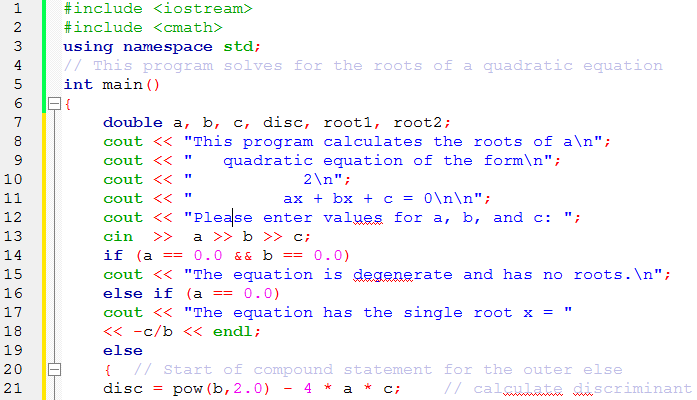 1 #include <iostream>
2 #include <cmath>
3 using namespace std;
4 // This program solves for the roots of a quadratic equation
5 int main()
6 {
7 double a, b, c, disc, root1, root2;
8 cout << "This program calculates the roots of a\n";
9 cout << "   quadratic equation of the form\n";
10 cout << "           2\n";
11 cout << "         ax + bx + c = 0\n\n";
12 cout << "Please enter values for a, b, and c: ";
13 cin  >>  a >> b >> c;
14 if (a == 0.0 && b == 0.0)
15 cout << "The equation is degenerate and has no roots.\n";
16 else if (a == 0.0)
17 cout << "The equation has the single root x = "
18 << -c/b << endl;
19 else
20 {  // Start of compound statement for the outer else
21 disc = pow(b,2.0) - 4 * a * c;    // calculate discriminant